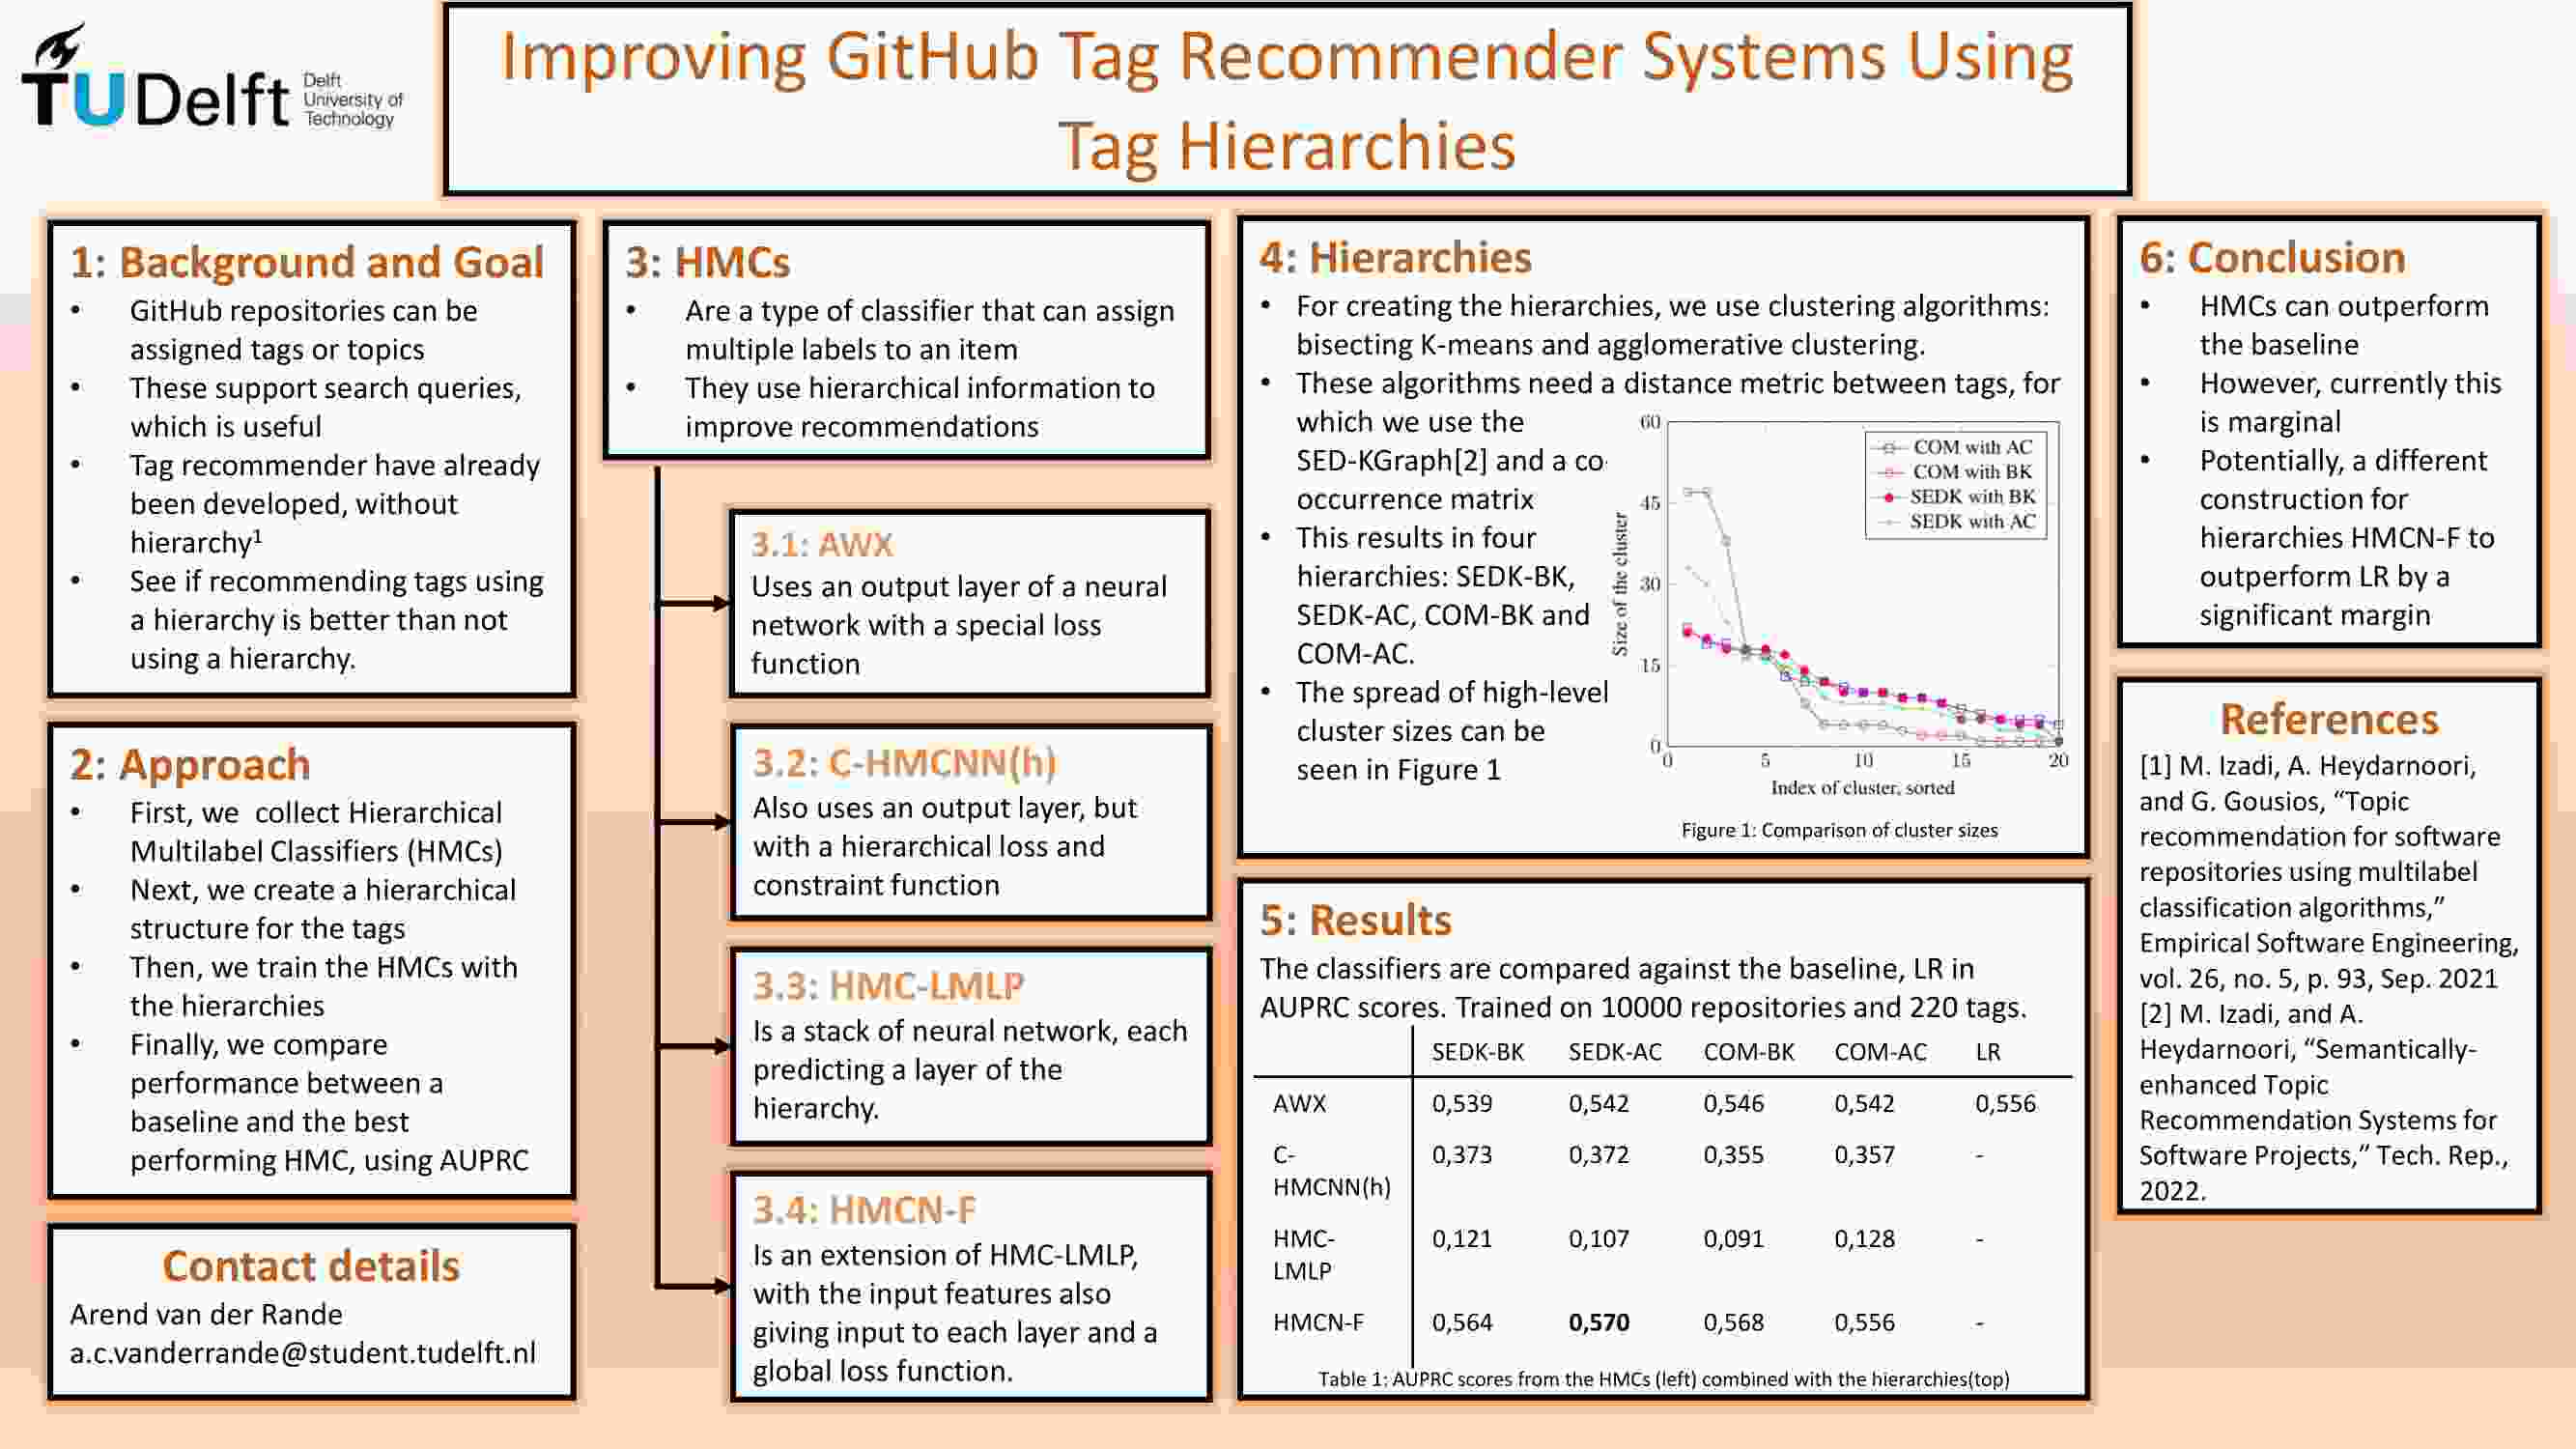 TU Delft
Delft
University of
Technology
Improving GitHub Tag Recommender Systems Using
Tag Hierarchies
1: Background and Goal
• GitHub repositories can be
assigned tags or topics
• These support search queries,
which is useful
• Tag recommender have already
been developed, without
hierarchy¹
• See if recommending tags using
a hierarchy is better than not
using a hierarchy.
2: Approach
• First, we collect Hierarchical
Multilabel Classifiers (HMCs)
• Next, we create a hierarchical
structure for the tags
• Then, we train the HMCs with
the hierarchies
• Finally, we compare
performance between a
baseline and the best
performing HMC, using AUPRC
Contact details
Arend van der Rande
a.c.vanderrande@student.tudelft.nl
3: HMCs
• Are a type of classifier that can assign
multiple labels to an item
• They use hierarchical information to
improve recommendations
3.1: AWX
Uses an output layer of a neural
network with a special loss
function
3.2: C-HMCNN(h)
Also uses an output layer, but
with a hierarchical loss and
constraint function
3.3: HMC-LMLP
Is a stack of neural network, each
predicting a layer of the
hierarchy.
3.4: HMCN-F
Is an extension of HMC-LMLP,
with the input features also
giving input to each layer and a
global loss function.
4: Hierarchies
• For creating the hierarchies, we use clustering algorithms:
bisecting K-means and agglomerative clustering.
• These algorithms need a distance metric between tags, for
which we use the
SED-KGraph[2] and a co-
occurrence matrix
• This results in four
hierarchies: SEDK-BK,
SEDK-AC, COM-BK and
COM-AC.
• The spread of high-level
cluster sizes can be
seen in Figure 1
60
45
30
15
0
Size of the cluster
COM with AC
COM with BK
SEDK with BK
SEDK with AC
0 5 10 15 20
Index of cluster, sorted
Figure 1: Comparison of cluster sizes
5: Results
The classifiers are compared against the baseline, LR in
AUPRC scores. Trained on 10000 repositories and 220 tags.
SEDK-BK SEDK-AC COM-BK COM-AC LR
AWX 0,539 0,542 0,546 0,542 0,556
C- 0,373 0,372 0,355 0,357 -
HMCNN(h)
HMC- 0,121 0,107 0,091 0,128 -
LMLP
HMCN-F 0,564 0,570 0,568 0,556 -
Table 1: AUPRC scores from the HMCs (left) combined with the hierarchies(top)
6: Conclusion
• HMCs can outperform
the baseline
• However, currently this
is marginal
• Potentially, a different
construction for
hierarchies HMCN-F to
outperform LR by a
significant margin
References
[1] M. Izadi, A. Heydarnoori,
and G. Gousios, “Topic
recommendation for software
repositories using multilabel
classification algorithms,”
Empirical Software Engineering,
vol. 26, no. 5, p. 93, Sep. 2021
[2] M. Izadi, and A.
Heydarnoori, “Semantically-
enhanced Topic
Recommendation Systems for
Software Projects,” Tech. Rep.,
2022.